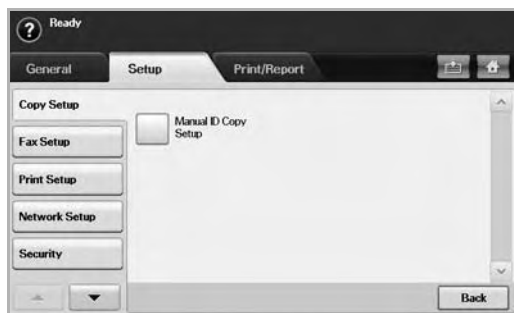 ? Ready
General Setup Print/Report
Copy Setup
Manual ID Copy
Setup
Fax Setup
Print Setup
Network Setup
Security
Back